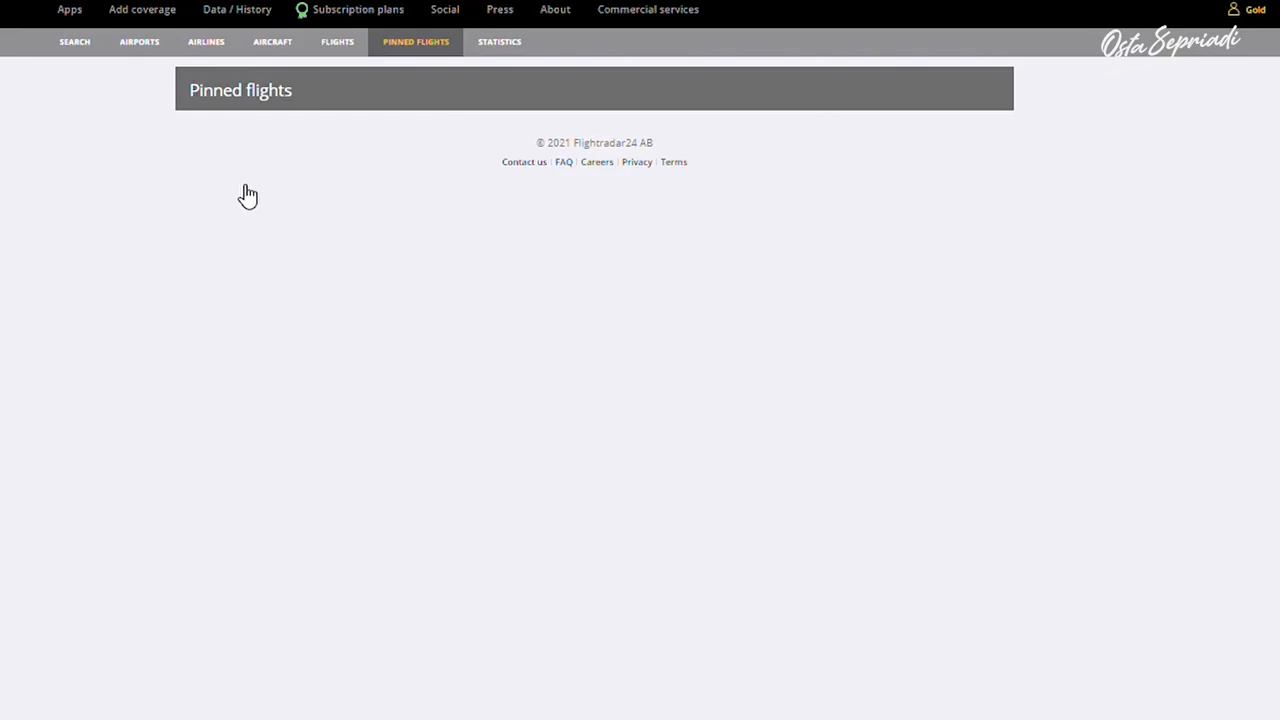 Apps Add coverage Data / History Subscription plans Social Press About Commercial services Gold
SEARCH AIRPORTS AIRLINES AIRCRAFT FLIGHTS PINNED FLIGHTS STATISTICS
Osta Sepriadi
Pinned flights
© 2021 Flightradar24 AB
Contact us | FAQ | Careers | Privacy | Terms